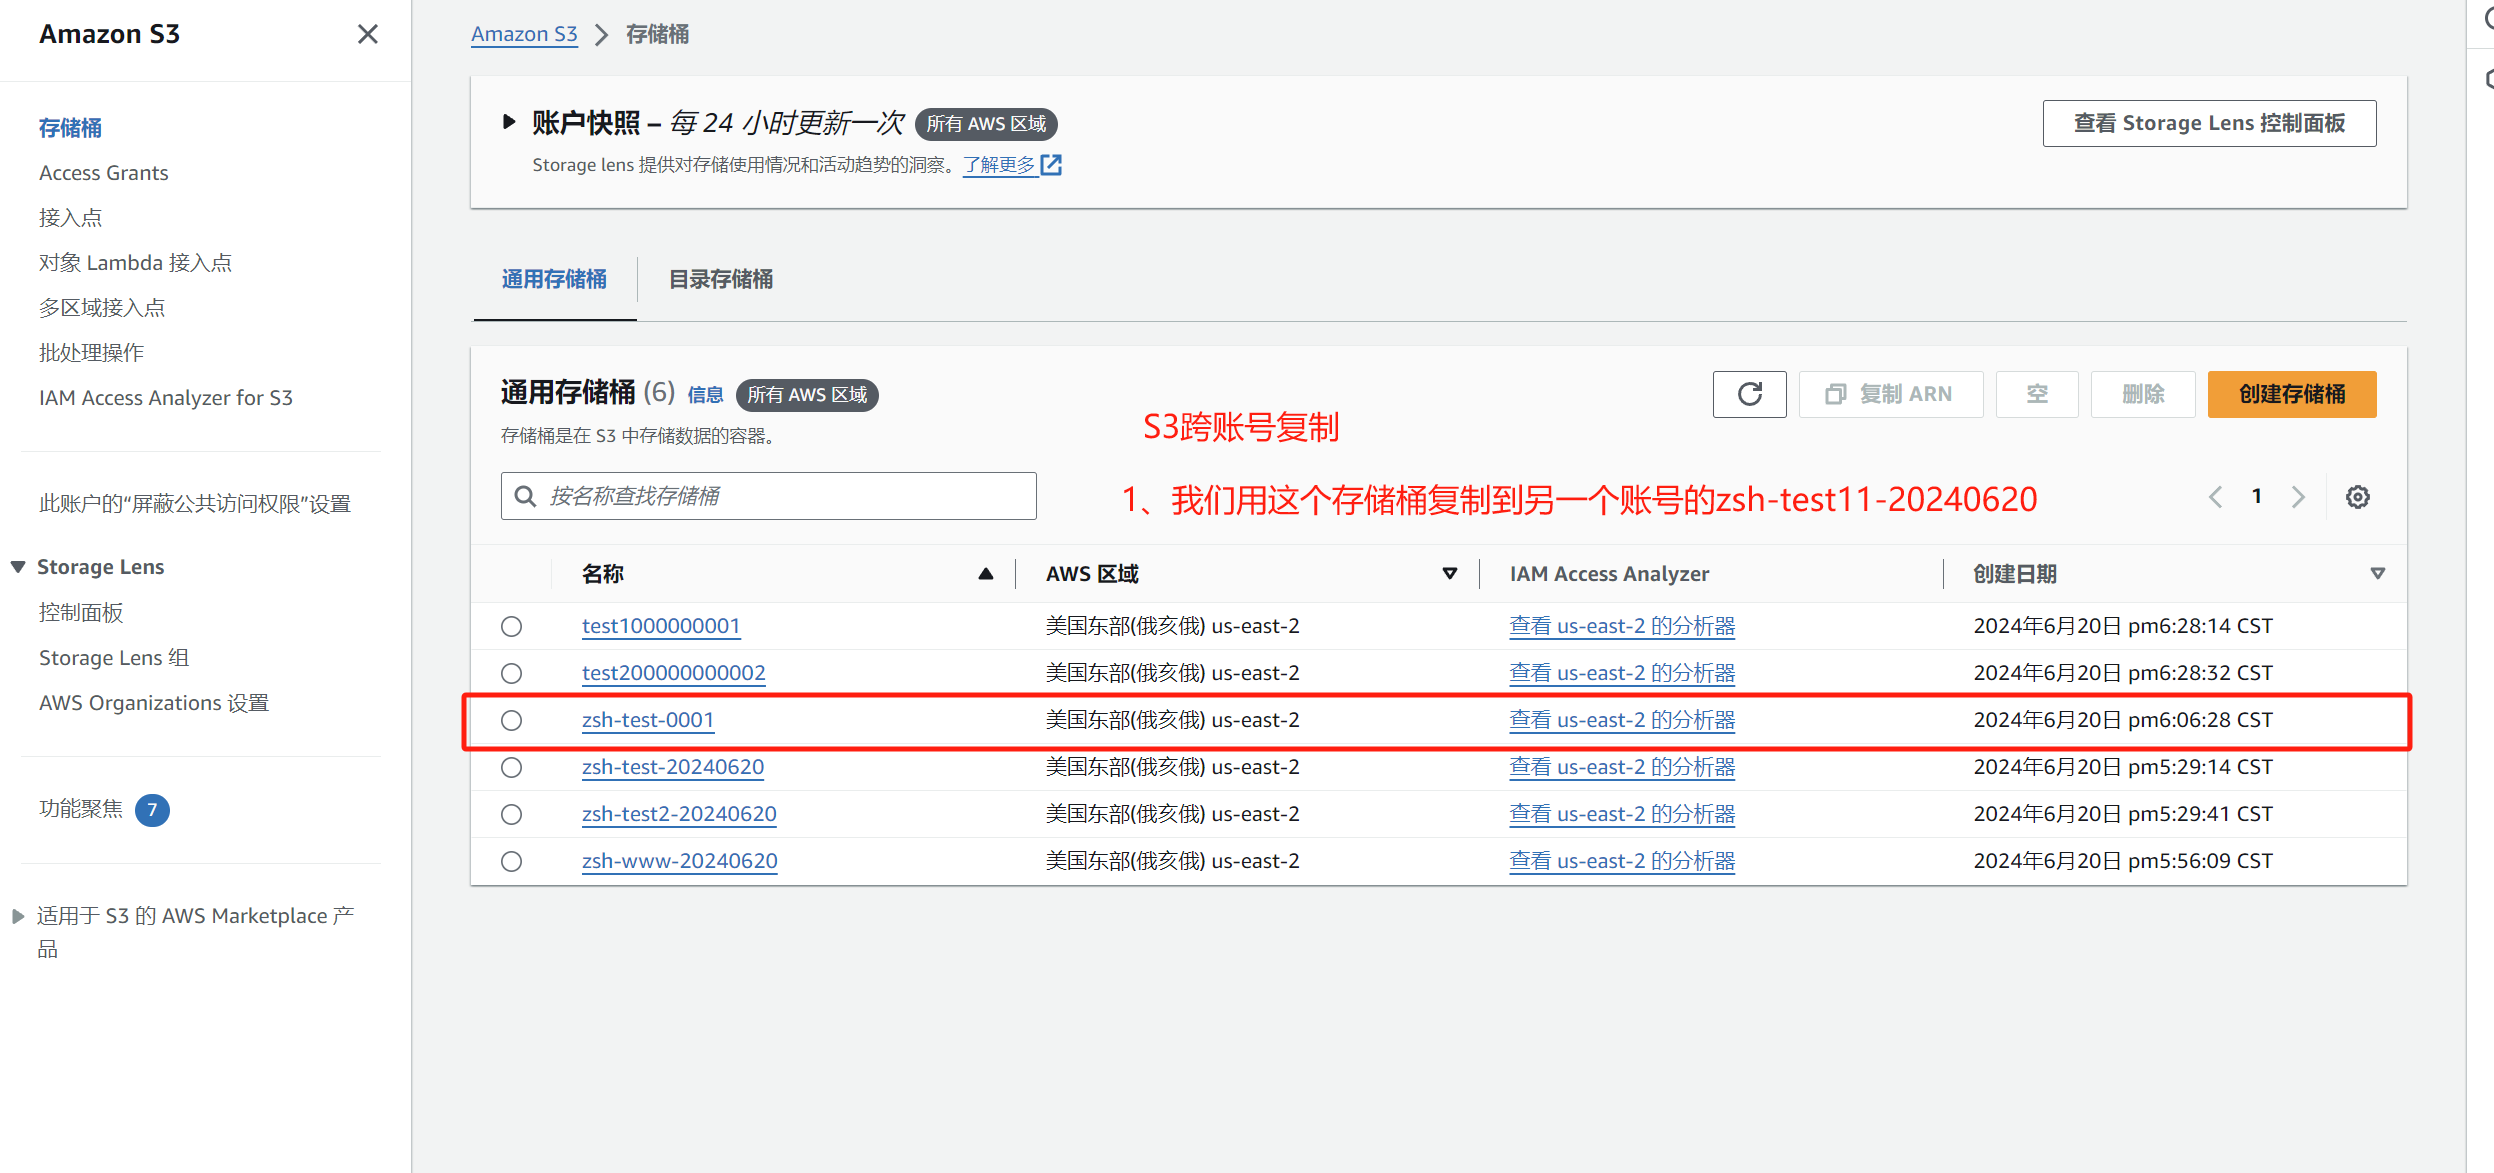 Amazon S3
存储桶
Access Grants
接入点
对象 Lambda 接入点
多区域接入点
批处理操作
IAM Access Analyzer for S3
此账户的“屏蔽公共访问权限”设置
Storage Lens
控制面板
Storage Lens 组
AWS Organizations 设置
功能聚焦 7
适用于 S3 的 AWS Marketplace 产
品
Amazon S3 存储桶
账户快照 – 每 24 小时更新一次 所有 AWS 区域
查看 Storage Lens 控制面板
Storage lens 提供对存储使用情况和活动趋势的洞察。了解更多
通用存储桶 目录存储桶
通用存储桶 (6) 信息 所有 AWS 区域
复制 ARN 空 删除 创建存储桶
存储桶是在 S3 中存储数据的容器。
S3跨账号复制
按名称查找存储桶
1、我们用这个存储桶复制到另一个账号的zsh-test11-20240620
1
名称 AWS 区域 IAM Access Analyzer 创建日期
test1000000001 美国东部(俄亥俄) us-east-2 查看 us-east-2 的分析器 2024年6月20日 pm6:28:14 CST
test200000000002 美国东部(俄亥俄) us-east-2 查看 us-east-2 的分析器 2024年6月20日 pm6:28:32 CST
zsh-test-0001 美国东部(俄亥俄) us-east-2 查看 us-east-2 的分析器 2024年6月20日 pm6:06:28 CST
zsh-test-20240620 美国东部(俄亥俄) us-east-2 查看 us-east-2 的分析器 2024年6月20日 pm5:29:14 CST
zsh-test2-20240620 美国东部(俄亥俄) us-east-2 查看 us-east-2 的分析器 2024年6月20日 pm5:29:41 CST
zsh-www-20240620 美国东部(俄亥俄) us-east-2 查看 us-east-2 的分析器 2024年6月20日 pm5:56:09 CST